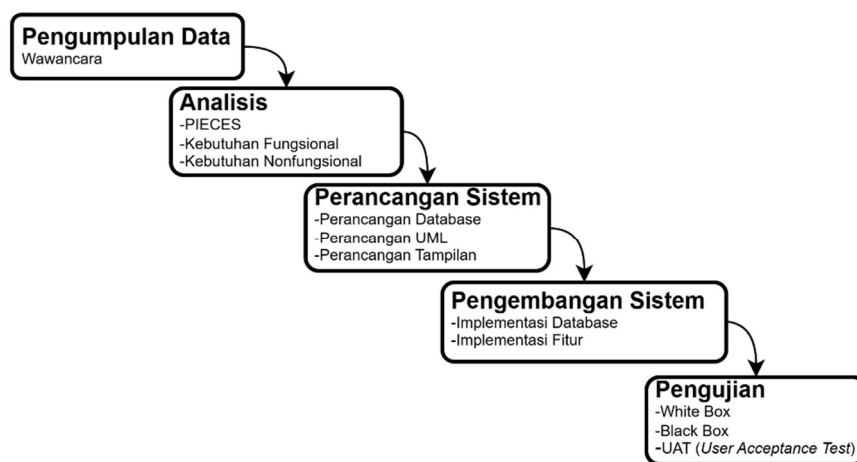 Pengumpulan Data
Wawancara
Analisis
-PIECES
-Kebutuhan Fungsional
-Kebutuhan Nonfungsional
Perancangan Sistem
-Perancangan Database
-Perancangan UML
-Perancangan Tampilan
Pengembangan Sistem
-Implementasi Database
-Implementasi Fitur
Pengujian
-White Box
-Black Box
-UAT (User Acceptance Test)